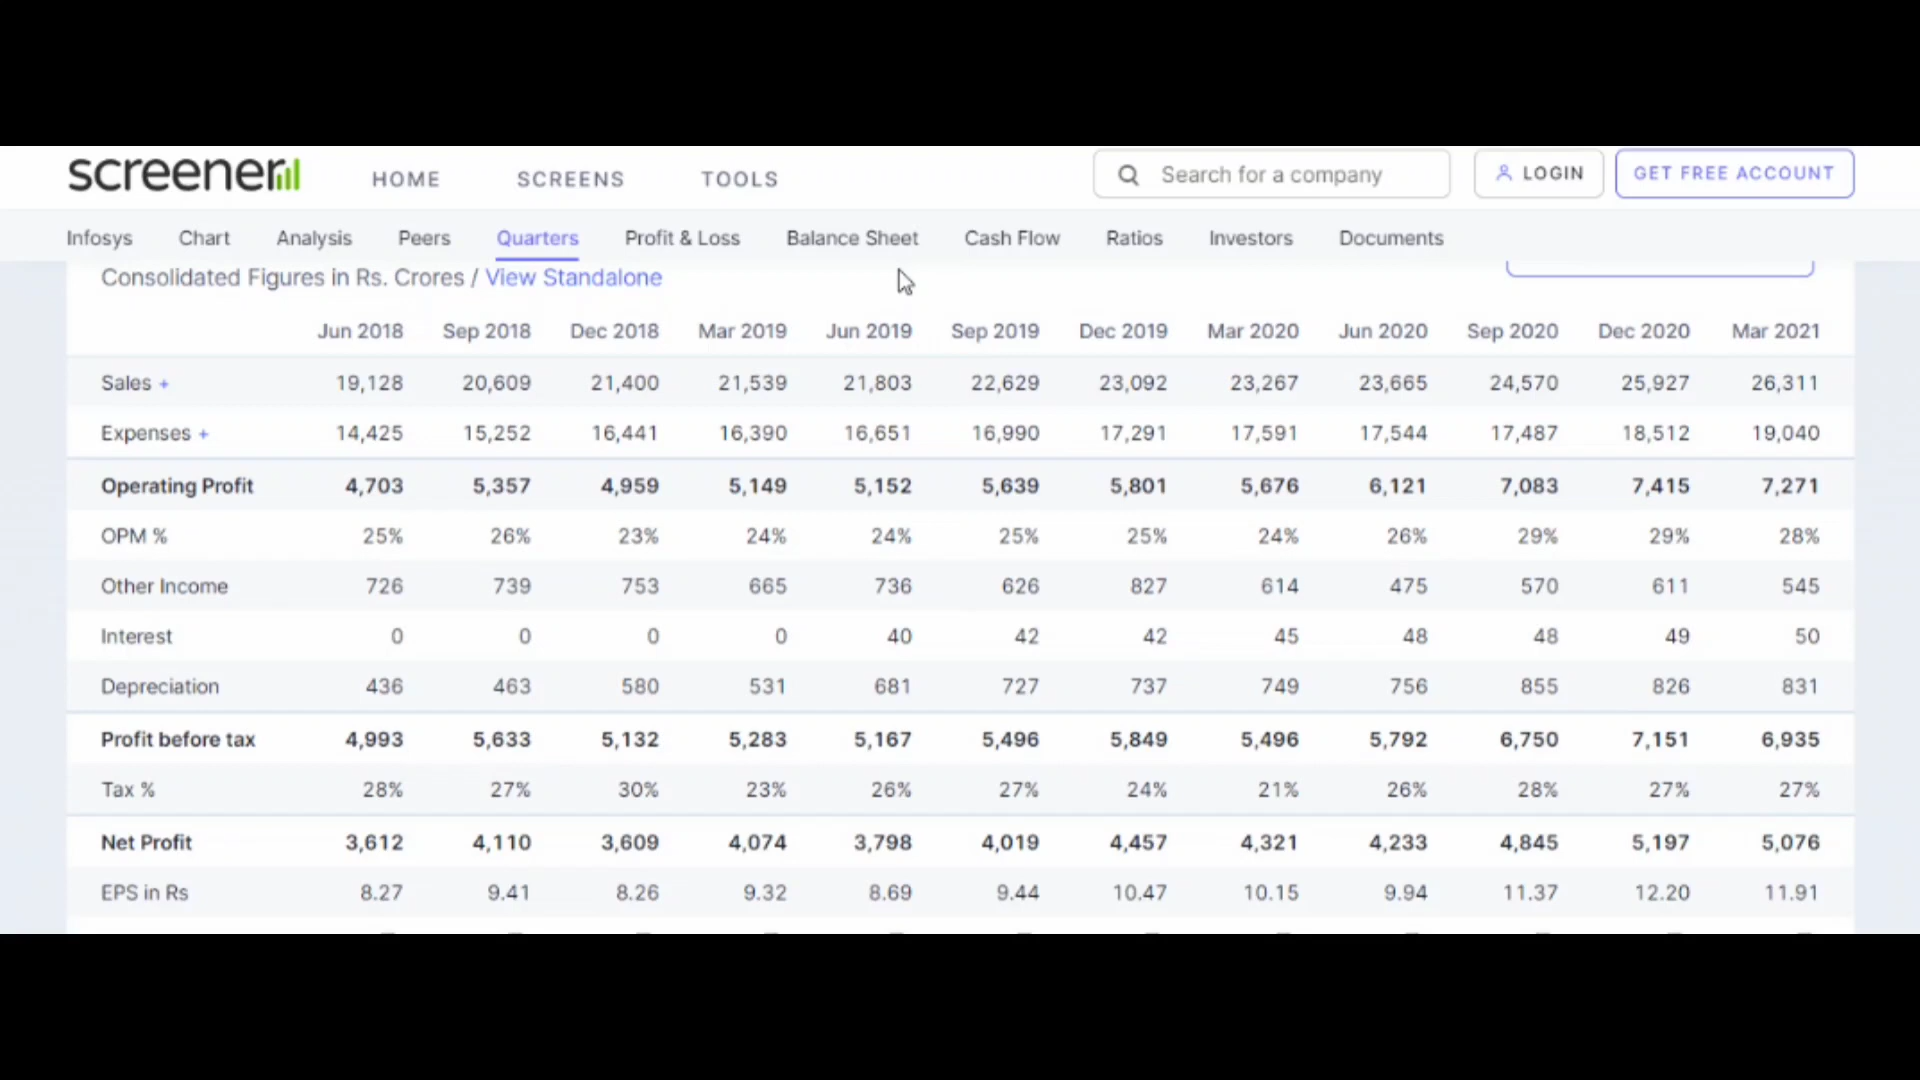 screener HOME SCREENS TOOLS Search for a company LOGIN GET FREE ACCOUNT
Infosys Chart Analysis Peers Quarters Profit & Loss Balance Sheet Cash Flow Ratios Investors Documents
Consolidated Figures in Rs. Crores / View Standalone
Jun 2018 Sep 2018 Dec 2018 Mar 2019 Jun 2019 Sep 2019 Dec 2019 Mar 2020 Jun 2020 Sep 2020 Dec 2020 Mar 2021
Sales + 19,128 20,609 21,400 21,539 21,803 22,629 23,092 23,267 23,665 24,570 25,927 26,311
Expenses + 14,425 15,252 16,441 16,390 16,651 16,990 17,291 17,591 17,544 17,487 18,512 19,040
Operating Profit 4,703 5,357 4,959 5,149 5,152 5,639 5,801 5,676 6,121 7,083 7,415 7,271
OPM % 25% 26% 23% 24% 24% 25% 25% 24% 26% 29% 29% 28%
Other Income 726 739 753 665 736 626 827 614 475 570 611 545
Interest 0 0 0 0 40 42 42 45 48 48 49 50
Depreciation 436 463 580 531 681 727 737 749 756 855 826 831
Profit before tax 4,993 5,633 5,132 5,283 5,167 5,496 5,849 5,496 5,792 6,750 7,151 6,935
Tax % 28% 27% 30% 23% 26% 27% 24% 21% 26% 28% 27% 27%
Net Profit 3,612 4,110 3,609 4,074 3,798 4,019 4,457 4,321 4,233 4,845 5,197 5,076
EPS in Rs 8.27 9.41 8.26 9.32 8.69 9.44 10.47 10.15 9.94 11.37 12.20 11.91